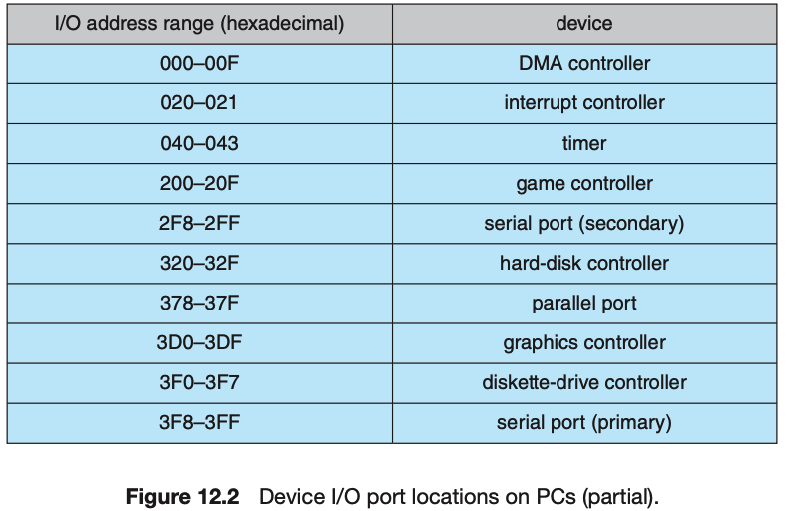 I/O address range (hexadecimal) device
000–00F DMA controller
020–021 interrupt controller
040–043 timer
200–20F game controller
2F8–2FF serial port (secondary)
320–32F hard-disk controller
378–37F parallel port
3D0–3DF graphics controller
3F0–3F7 diskette-drive controller
3F8–3FF serial port (primary)
Figure 12.2 Device I/O port locations on PCs (partial).